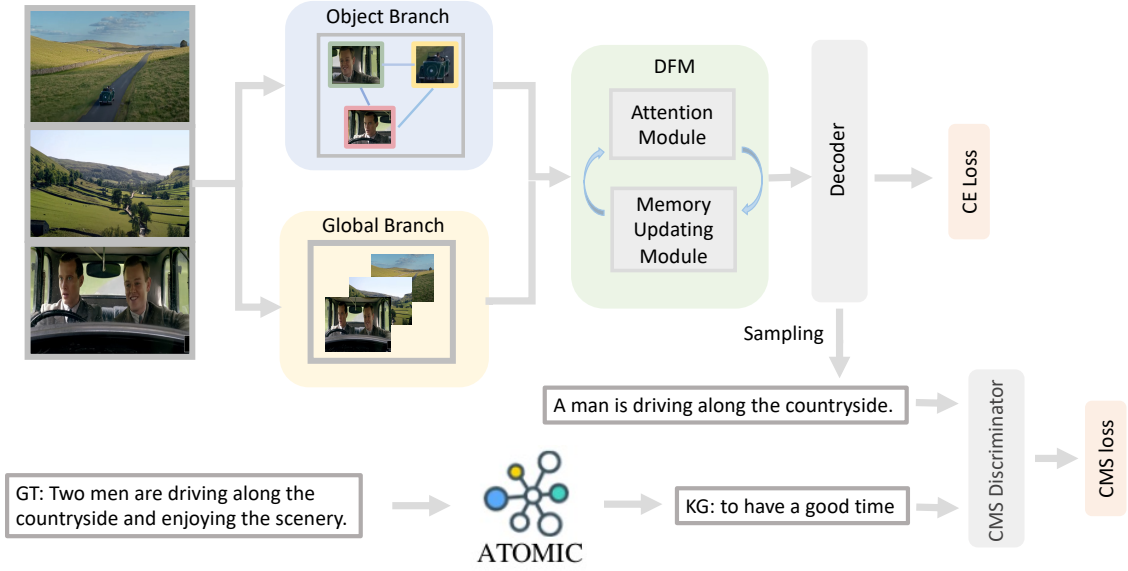 Object Branch
Global Branch
DFM
Attention
Module
Memory
Updating
Module
Decoder
CE Loss
Sampling
A man is driving along the countryside.
GT: Two men are driving along the
countryside and enjoying the scenery.
ATOMIC
KG: to have a good time
CMS Discriminator
CMS loss